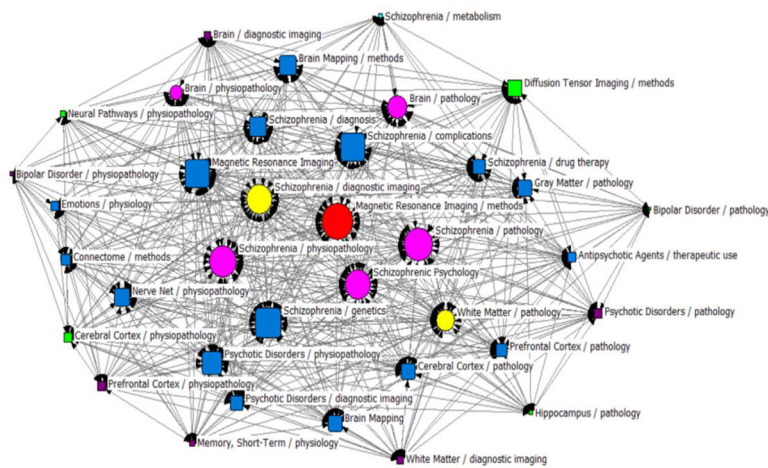 Schizophrenia / metabolism
Brain / diagnostic imaging
Brain Mapping / methods
Diffusion Tensor Imaging / methods
Brain / physiopathology
Brain / pathology
Neural Pathways / physiopathology
Schizophrenia / diagnosis
Schizophrenia / complications
Magnetic Resonance Imaging
Schizophrenia / drug therapy
Bipolar Disorder / physiopathology
Schizophrenia / diagnostic imaging
Gray Matter / pathology
Emotions / physiology
Magnetic Resonance Imaging / methods
Bipolar Disorder / pathology
Schizophrenia / pathology
Schizophrenia / physiopathology
Connectome / methods
Antipsychotic Agents / therapeutic use
Schizophrenic Psychology
Nerve Net / physiopathology
Schizophrenia / genetics
White Matter / pathology
Psychotic Disorders / pathology
Cerebral Cortex / physiopathology
Prefrontal Cortex / pathology
Psychotic Disorders / physiopathology
Cerebral Cortex / pathology
Prefrontal Cortex / physiopathology
Psychotic Disorders / diagnostic imaging
Hippocampus / pathology
Brain Mapping
Memory, Short-Term / physiology
White Matter / diagnostic imaging